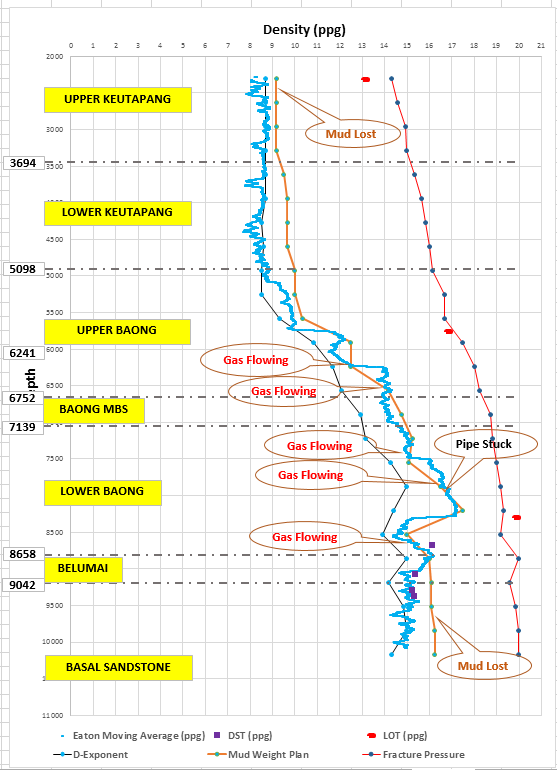 Density (ppg)
0 1 2 3 4 5 6 7 8 9 10 11 12 13 14 15 16 17 18 19 20 21
2000
UPPER KEUTAPANG
Mud Lost
3000
3694
3500
LOWER KEUTAPANG
4500
5098
5000
5500
UPPER BAONG
6241
6000
Gas Flowing
pth
6500
Gas Flowing
6752
BAONG MBS
7139
Gas Flowing
Pipe Stuck
7500
Gas Flowing
LOWER BAONG
8500
Gas Flowing
8658
BELUMAI
9042
9500
10000
Mud Lost
BASAL SANDSTONE
11000
Eaton Moving Average (ppg) DST (ppg) LOT (ppg)
D-Exponent Mud Weight Plan Fracture Pressure